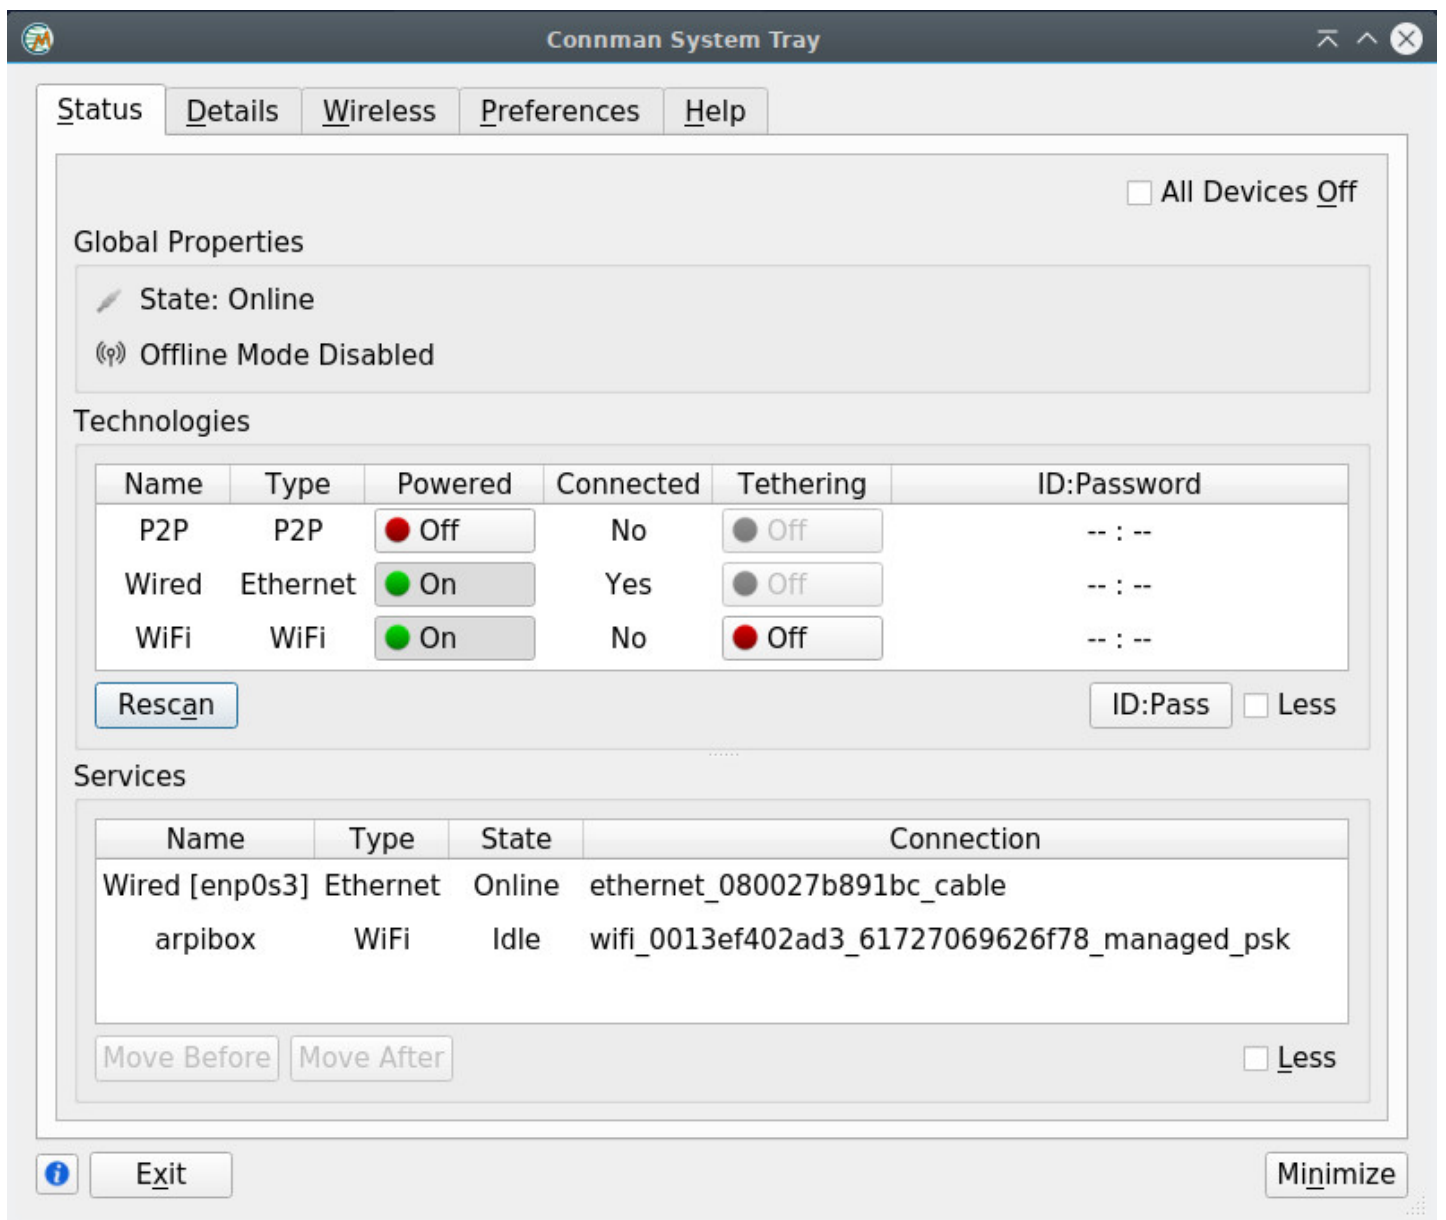 Connman System Tray
Status Details Wireless Preferences Help
All Devices Off
Global Properties
State: Online
Offline Mode Disabled
Technologies
Name Type Powered Connected Tethering ID:Password
P2P P2P Off No Off -- : --
Wired Ethernet On Yes Off -- : --
WiFi WiFi On No Off -- : --
Rescan ID:Pass Less
Services
Name Type State Connection
Wired [enp0s3] Ethernet Online ethernet_080027b891bc_cable
arpibox WiFi Idle wifi_0013ef402ad3_61727069626f78_managed_psk
Move Before Move After Less
Exit Minimize